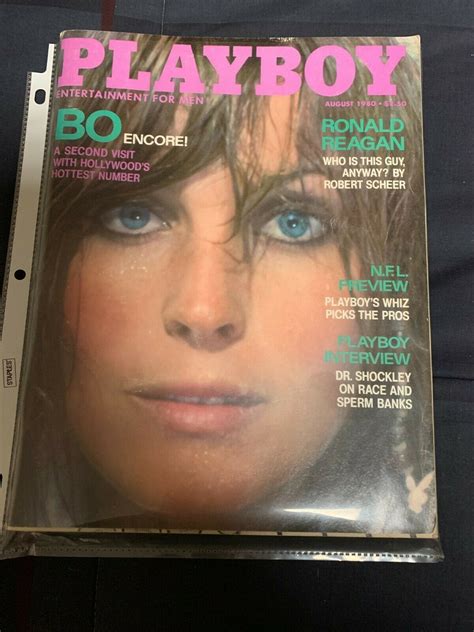 PLAYBOY
ENTERTAINMENT FOR MEN
AUGUST 1980 • $2.50
BO ENCORE!
A SECOND VISIT
WITH HOLLYWOOD'S
HOTTEST NUMBER
RONALD
REAGAN
WHO IS THIS GUY,
ANYWAY? BY
ROBERT SCHEER
N.F.L.
PREVIEW
PLAYBOY'S WHIZ
PICKS THE PROS
PLAYBOY
INTERVIEW
DR. SHOCKLEY
ON RACE AND
SPERM BANKS
STAPLES